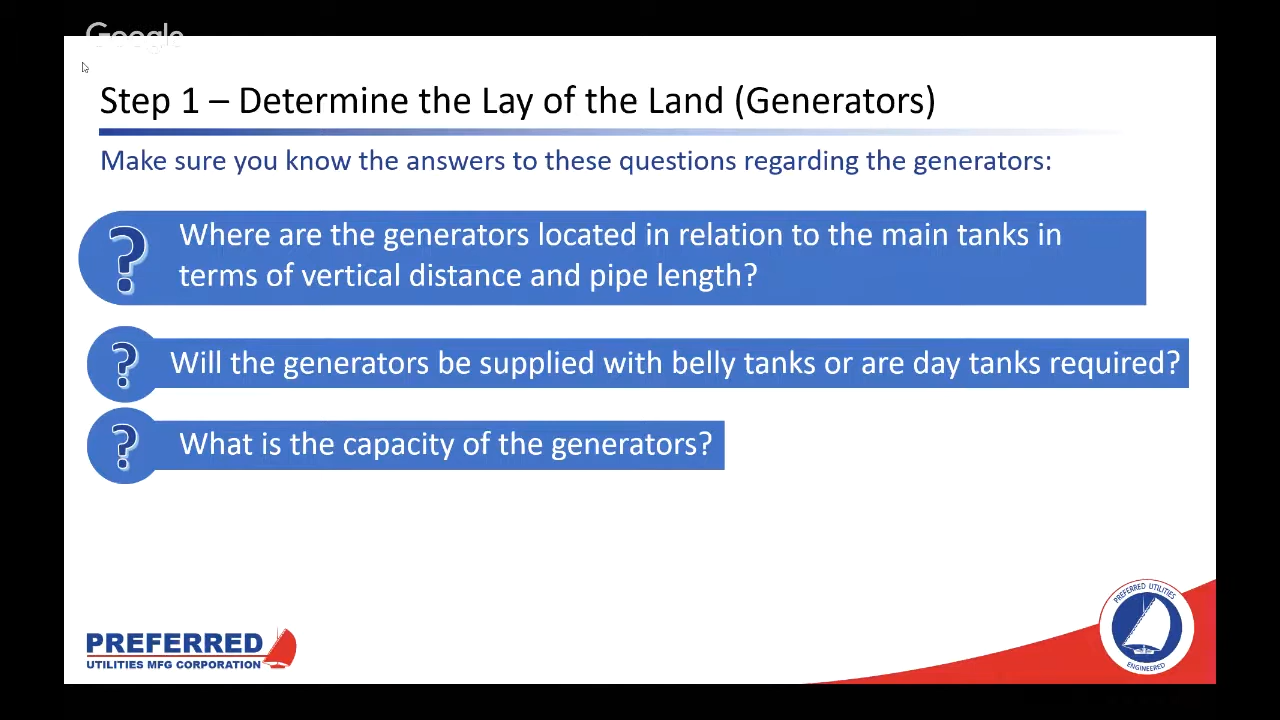 Google
Step 1 – Determine the Lay of the Land (Generators)
Make sure you know the answers to these questions regarding the generators:
?
Where are the generators located in relation to the main tanks in
terms of vertical distance and pipe length?
?
Will the generators be supplied with belly tanks or are day tanks required?
?
What is the capacity of the generators?
PREFERRED
UTILITIES MFG CORPORATION
PREFERRED UTILITIES
ENGINEERED